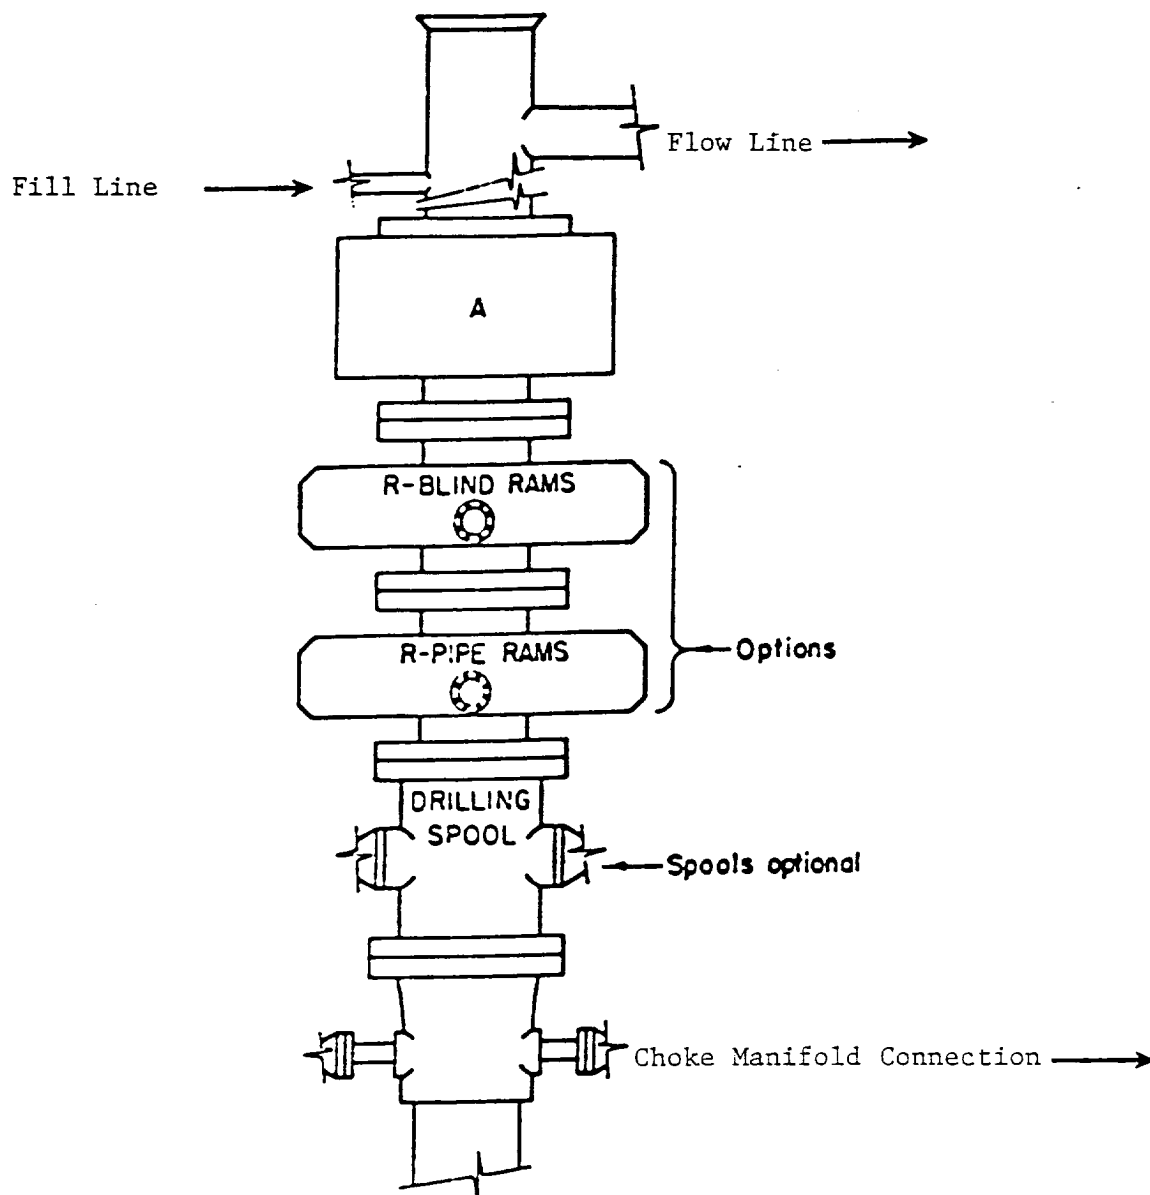 Flow Line
Fill Line
A
R-BLIND RAMS
R-PIPE RAMS
Options
DRILLING
SPOOL
Spools optional
Choke Manifold Connection